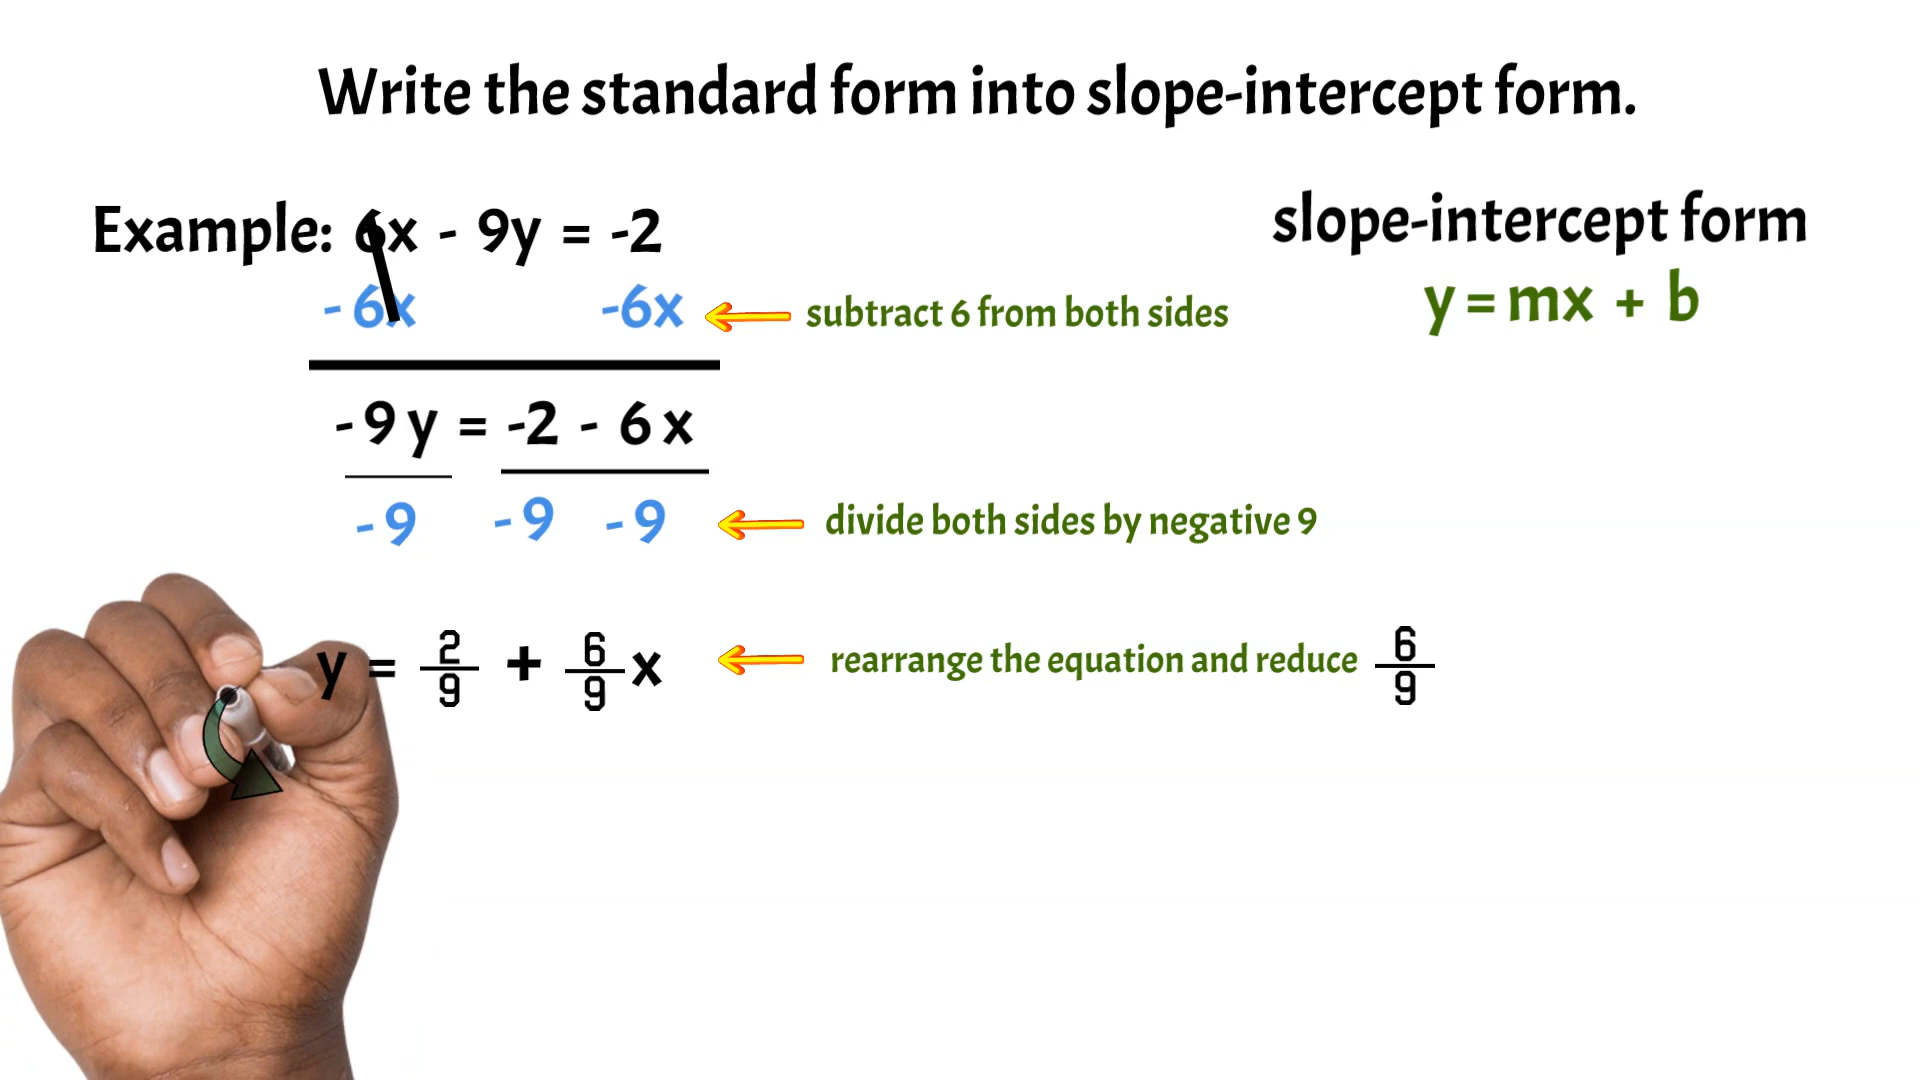 Write the standard form into slope-intercept form.
Example: 6x - 9y = -2
slope-intercept form
- 6x -6x subtract 6 from both sides
y = mx + b
-9y = -2 - 6x
-9 -9 -9 divide both sides by negative 9
y = 2/9 + 6/9 x rearrange the equation and reduce 6/9